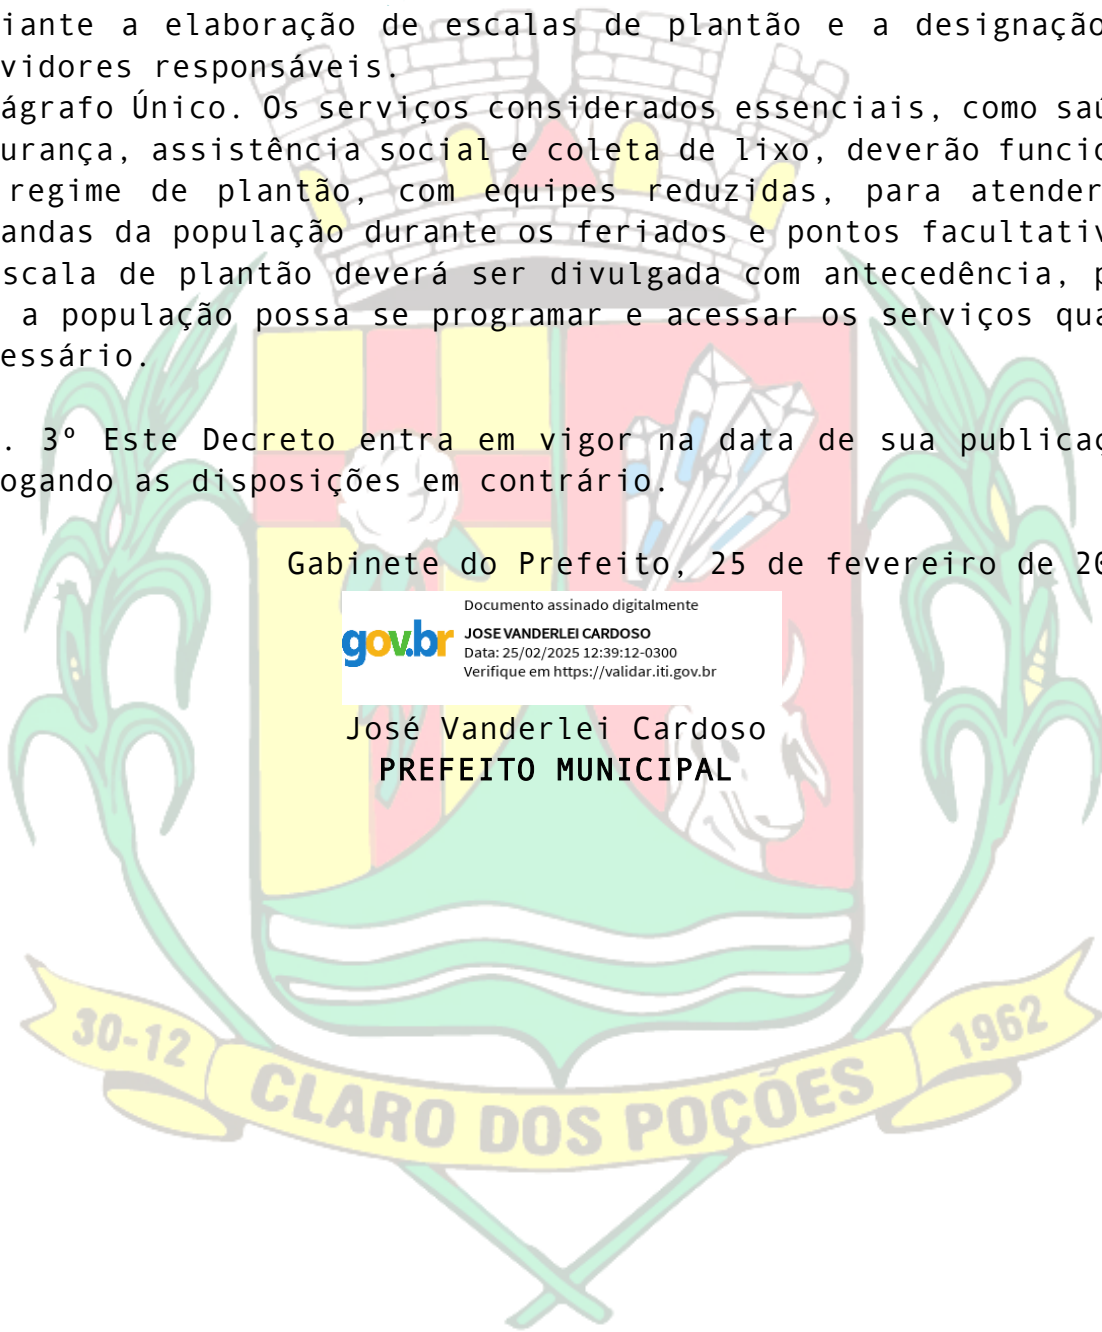 iante a elaboração de escalas de plantão e a designação
vidores responsáveis.
ágrafo Único. Os serviços considerados essenciais, como saú
urança, assistência social e coleta de lixo, deverão funcio
regime de plantão, com equipes reduzidas, para atender
andas da população durante os feriados e pontos facultativ
scala de plantão deverá ser divulgada com antecedência, p
a população possa se programar e acessar os serviços qua
essário.
. 3º Este Decreto entra em vigor na data de sua publicaç
ogando as disposições em contrário.
Gabinete do Prefeito, 25 de fevereiro de 20
gov.br
Documento assinado digitalmente
JOSE VANDERLEI CARDOSO
Data: 25/02/2025 12:39:12-0300
Verifique em https://validar.iti.gov.br
José Vanderlei Cardoso
PREFEITO MUNICIPAL
30-12
CLARO DOS POÇÕES
1962